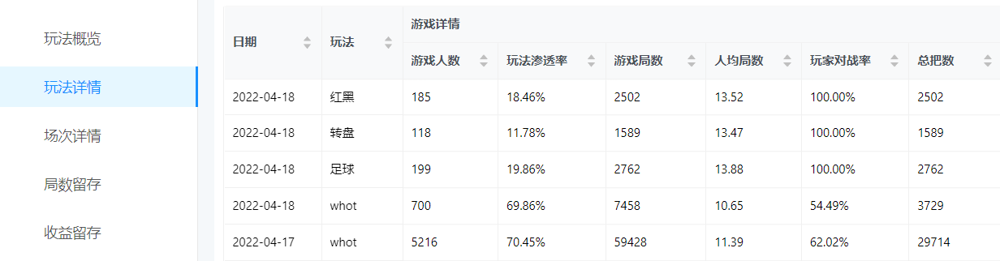 玩法概览
玩法详情
场次详情
局数留存
收益留存
日期 玩法 游戏详情
游戏人数 玩法渗透率 游戏局数 人均局数 玩家对战率 总把数
2022-04-18 红黑 185 18.46% 2502 13.52 100.00% 2502
2022-04-18 转盘 118 11.78% 1589 13.47 100.00% 1589
2022-04-18 足球 199 19.86% 2762 13.88 100.00% 2762
2022-04-18 whot 700 69.86% 7458 10.65 54.49% 3729
2022-04-17 whot 5216 70.45% 59428 11.39 62.02% 29714